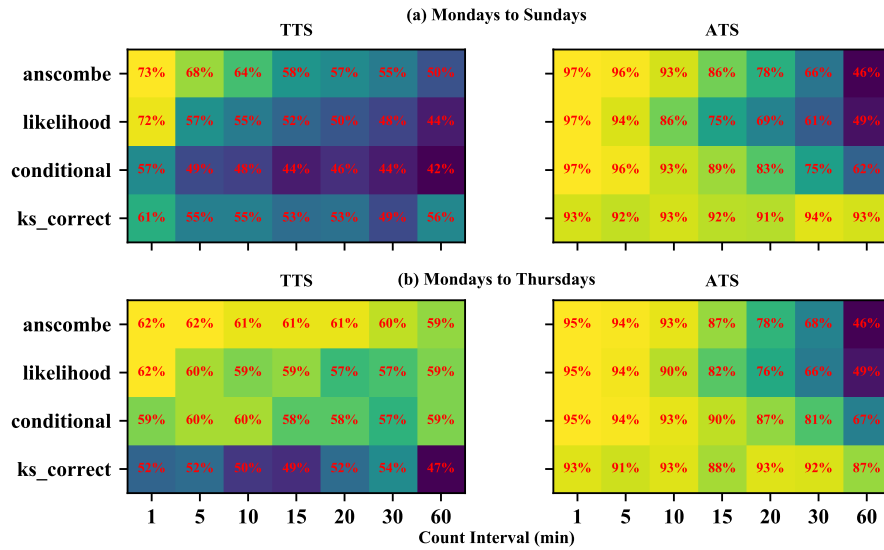 (a) Mondays to Sundays
TTS ATS
anscombe 73% 68% 64% 58% 57% 55% 50% 97% 96% 93% 86% 78% 66% 46%
likelihood 72% 57% 55% 52% 50% 48% 44% 97% 94% 86% 75% 69% 61% 49%
conditional 57% 49% 48% 44% 46% 44% 42% 97% 96% 93% 89% 83% 75% 62%
ks_correct 61% 55% 55% 53% 53% 49% 56% 93% 92% 93% 92% 91% 94% 93%
(b) Mondays to Thursdays
TTS ATS
anscombe 62% 62% 61% 61% 61% 60% 59% 95% 94% 93% 87% 78% 68% 46%
likelihood 62% 60% 59% 59% 57% 57% 59% 95% 94% 90% 82% 76% 66% 49%
conditional 59% 60% 60% 58% 58% 57% 59% 95% 94% 93% 90% 87% 81% 67%
ks_correct 52% 52% 50% 49% 52% 54% 47% 93% 91% 93% 88% 93% 92% 87%
1 5 10 15 20 30 60 1 5 10 15 20 30 60
Count Interval (min)